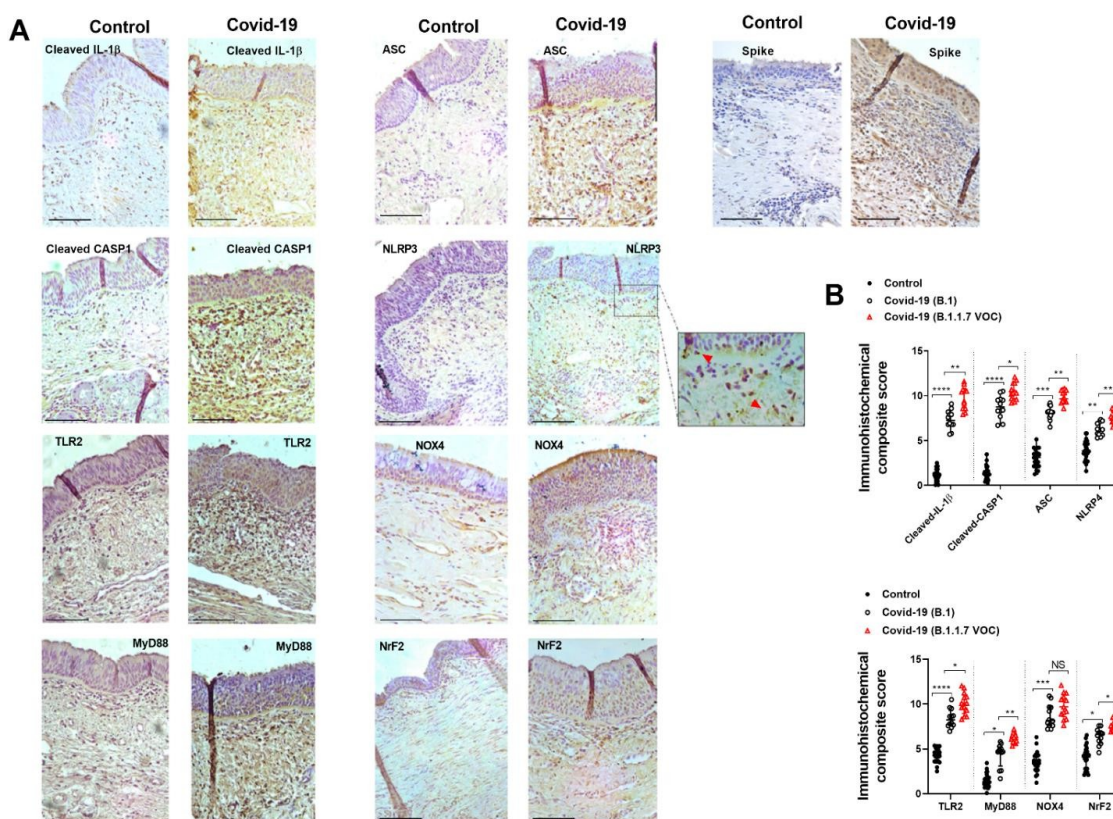 A
Control
Covid-19
Control
Covid-19
Control
Covid-19
Cleaved IL-1β
Cleaved IL-1β
ASC
ASC
Spike
Spike
Cleaved CASP1
Cleaved CASP1
NLRP3
NLRP3
TLR2
TLR2
NOX4
NOX4
MyD88
MyD88
NrF2
NrF2
B
Control
Covid-19 (B.1)
Covid-19 (B.1.1.7 VOC)
Immunohistochemical
composite score
15
10
5
0
**** ** **** * *** ** ** **
Cleaved-IL-1β
Cleaved-CASP1
ASC
NLRP4
Control
Covid-19 (B.1)
Covid-19 (B.1.1.7 VOC)
Immunohistochemical
composite score
15
10
5
0
**** * * ** *** NS * *
TLR2 MyD88 NOX4 NrF2